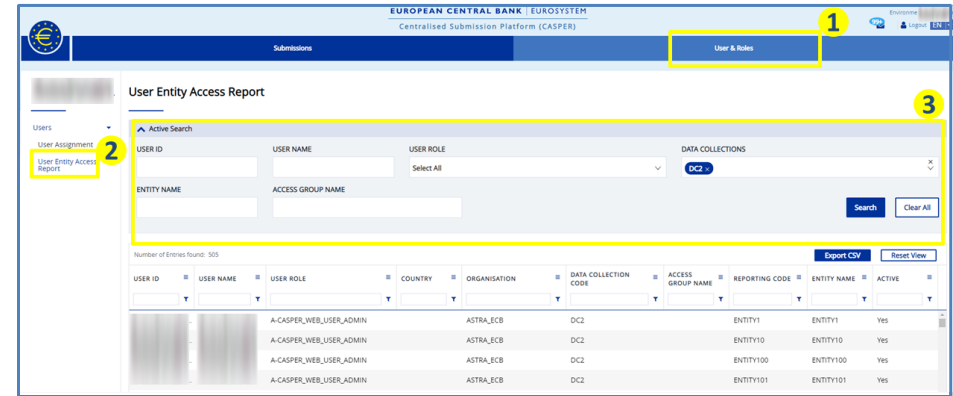 EUROPEAN CENTRAL BANK | EUROSYSTEM
Centralised Submission Platform (CASPER)
1
99+
Logout EN
Submissions
User & Roles
User Entity Access Report
3
Users
User Assignment
User Entity Access
Report
2
Active Search
USER ID USER NAME USER ROLE DATA COLLECTIONS
Select All DC2 × ×
ENTITY NAME ACCESS GROUP NAME
Search Clear All
Number of Entries found: 505
Export CSV Reset View
USER ID USER NAME USER ROLE COUNTRY ORGANISATION DATA COLLECTION CODE ACCESS GROUP NAME REPORTING CODE ENTITY NAME ACTIVE
A-CASPER_WEB_USER_ADMIN ASTRA_ECB DC2 ENTITY1 ENTITY1 Yes
A-CASPER_WEB_USER_ADMIN ASTRA_ECB DC2 ENTITY10 ENTITY10 Yes
A-CASPER_WEB_USER_ADMIN ASTRA_ECB DC2 ENTITY100 ENTITY100 Yes
A-CASPER_WEB_USER_ADMIN ASTRA_ECB DC2 ENTITY101 ENTITY101 Yes